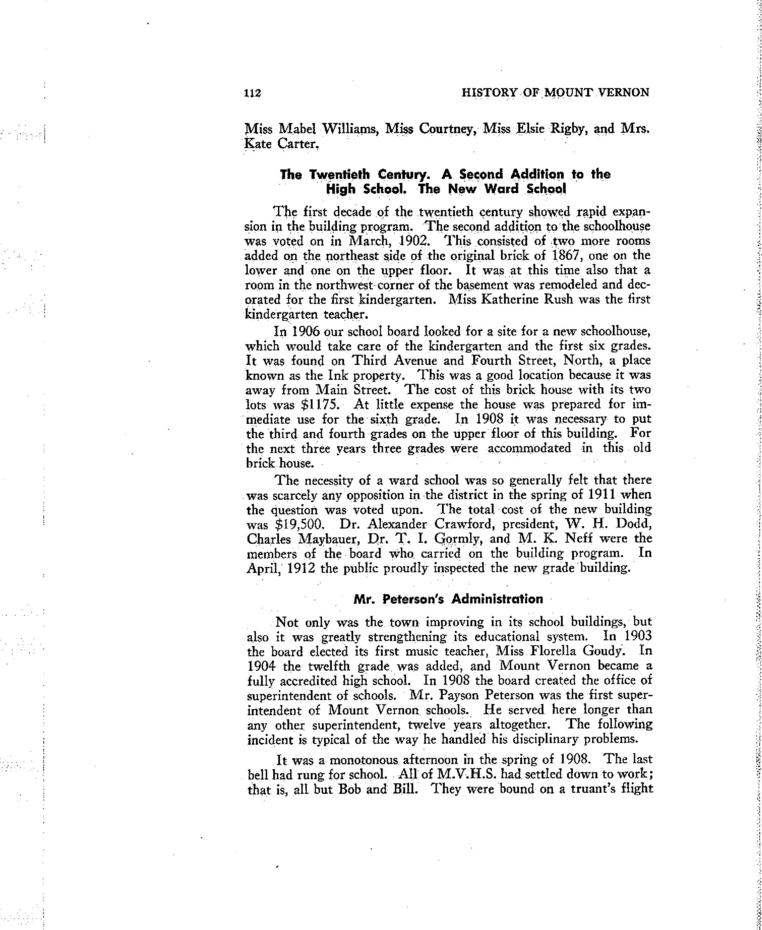 112 HISTORY OF MOUNT VERNON
Miss Mabel Williams, Miss Courtney, Miss Elsie Rigby, and Mrs.
Kate Carter.
The Twentieth Century. A Second Addition to the
High School. The New Ward School
The first decade of the twentieth century showed rapid expan-
sion in the building program. The second addition to the schoolhouse
was voted on in March, 1902. This consisted of two more rooms
added on the northeast side of the original brick of 1867, one on the
lower and one on the upper floor. It was at this time also that a
room in the northwest corner of the basement was remodeled and dec-
orated for the first kindergarten. Miss Katherine Rush was the first
kindergarten teacher.
In 1906 our school board looked for a site for a new schoolhouse,
which would take care of the kindergarten and the first six grades.
It was found on Third Avenue and Fourth Street, North, a place
known as the Ink property. This was a good location because it was
away from Main Street. The cost of this brick house with its two
lots was $1175. At little expense the house was prepared for im-
mediate use for the sixth grade. In 1908 it was necessary to put
the third and fourth grades on the upper floor of this building. For
the next three years three grades were accommodated in this old
brick house.
The necessity of a ward school was so generally felt that there
was scarcely any opposition in the district in the spring of 1911 when
the question was voted upon. The total cost of the new building
was $19,500. Dr. Alexander Crawford, president, W. H. Dodd,
Charles Maybauer, Dr. T. I. Gormly, and M. K. Neff were the
members of the board who carried on the building program. In
April, 1912 the public proudly inspected the new grade building.
Mr. Peterson's Administration
Not only was the town improving in its school buildings, but
also it was greatly strengthening its educational system. In 1903
the board elected its first music teacher, Miss Florella Goudy. In
1904 the twelfth grade was added, and Mount Vernon became a
fully accredited high school. In 1908 the board created the office of
superintendent of schools. Mr. Payson Peterson was the first super-
intendent of Mount Vernon schools. He served here longer than
any other superintendent, twelve years altogether. The following
incident is typical of the way he handled his disciplinary problems.
It was a monotonous afternoon in the spring of 1908. The last
bell had rung for school. All of M.V.H.S. had settled down to work;
that is, all but Bob and Bill. They were bound on a truant's flight